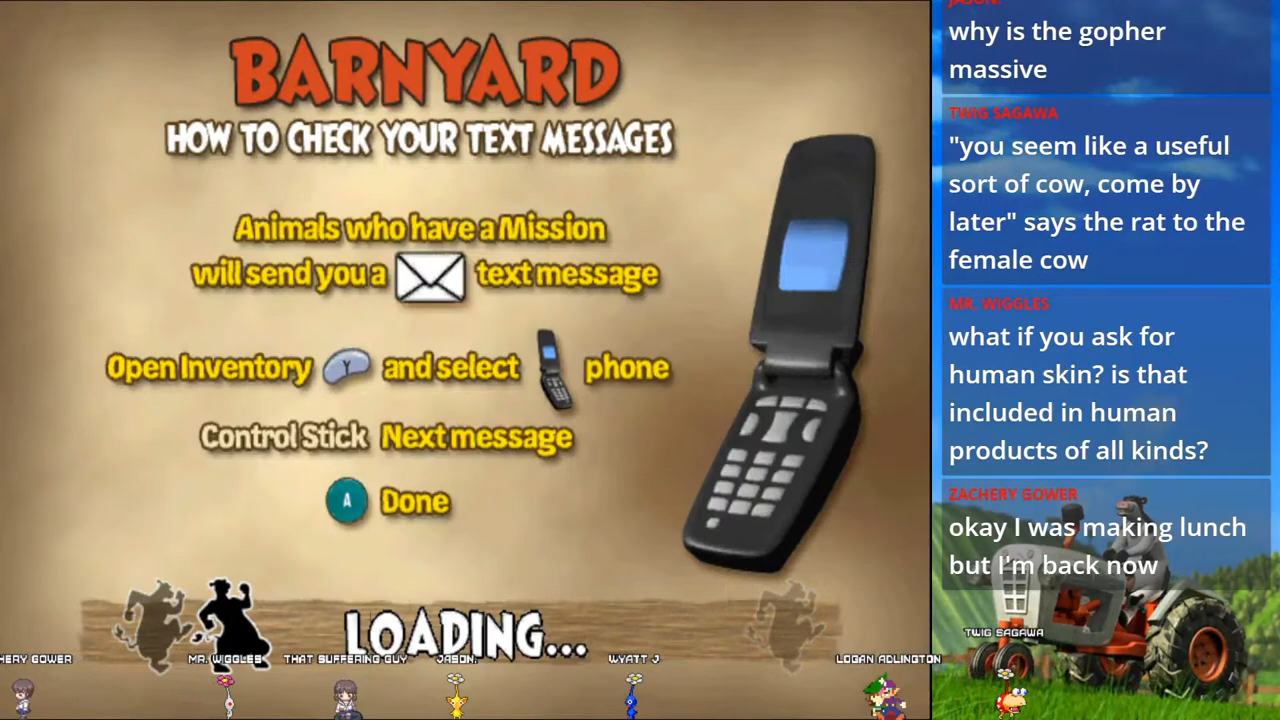 BARNYARD
HOW TO CHECK YOUR TEXT MESSAGES
Animals who have a Mission
will send you a text message
Open Inventory Y and select phone
Control Stick Next message
A Done
LOADING...
HERY GOWER
MR. WIGGLES
THAT SUFFERING GUY
JASON.
WYATT J
LOGAN ADLINGTON
JASON.
why is the gopher
massive
TWIG SAGAWA
"you seem like a useful
sort of cow, come by
later" says the rat to the
female cow
MR. WIGGLES
what if you ask for
human skin? is that
included in human
products of all kinds?
ZACHERY GOWER
okay I was making lunch
but I'm back now
TWIG SAGAWA